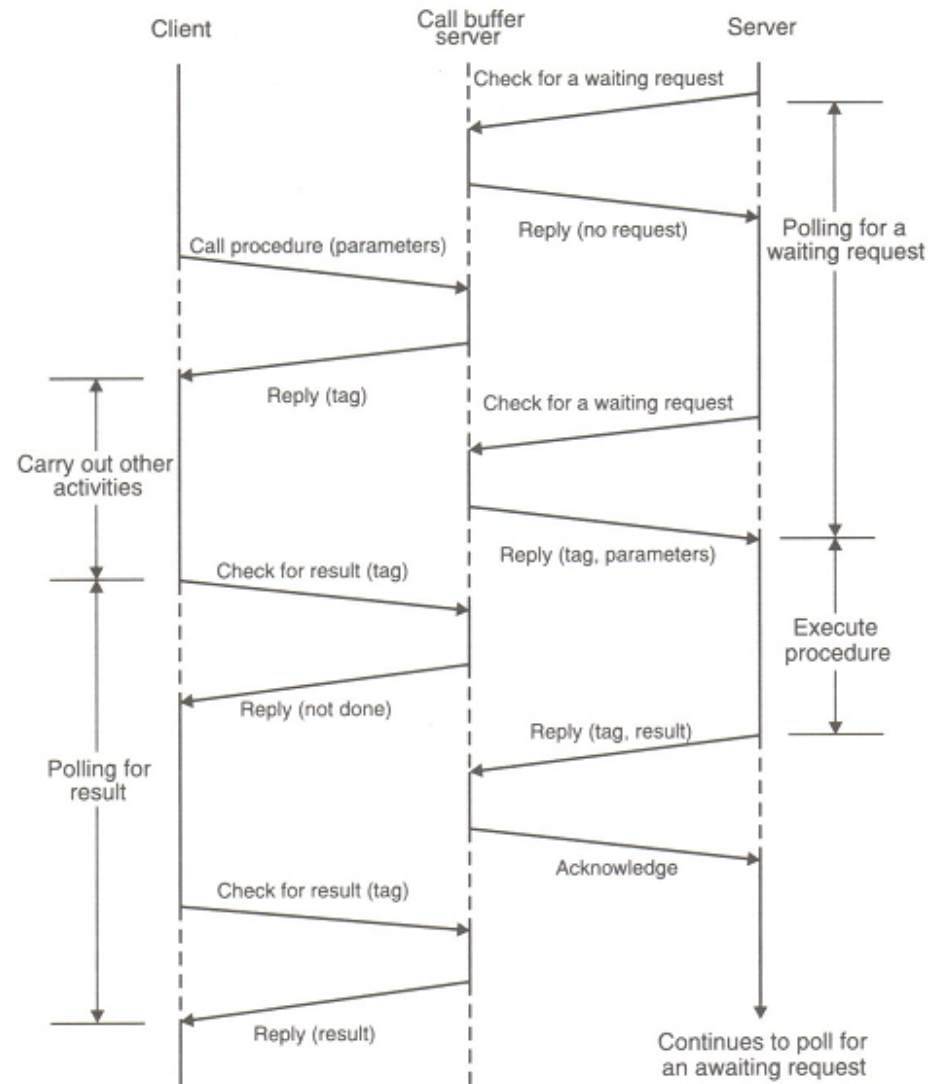 Client
Call buffer
server
Server
Check for a waiting request
Reply (no request)
Polling for a
waiting request
Call procedure (parameters)
Reply (tag)
Check for a waiting request
Carry out other
activities
Reply (tag, parameters)
Check for result (tag)
Execute
procedure
Reply (not done)
Reply (tag, result)
Polling for
result
Acknowledge
Check for result (tag)
Reply (result)
Continues to poll for
an awaiting request